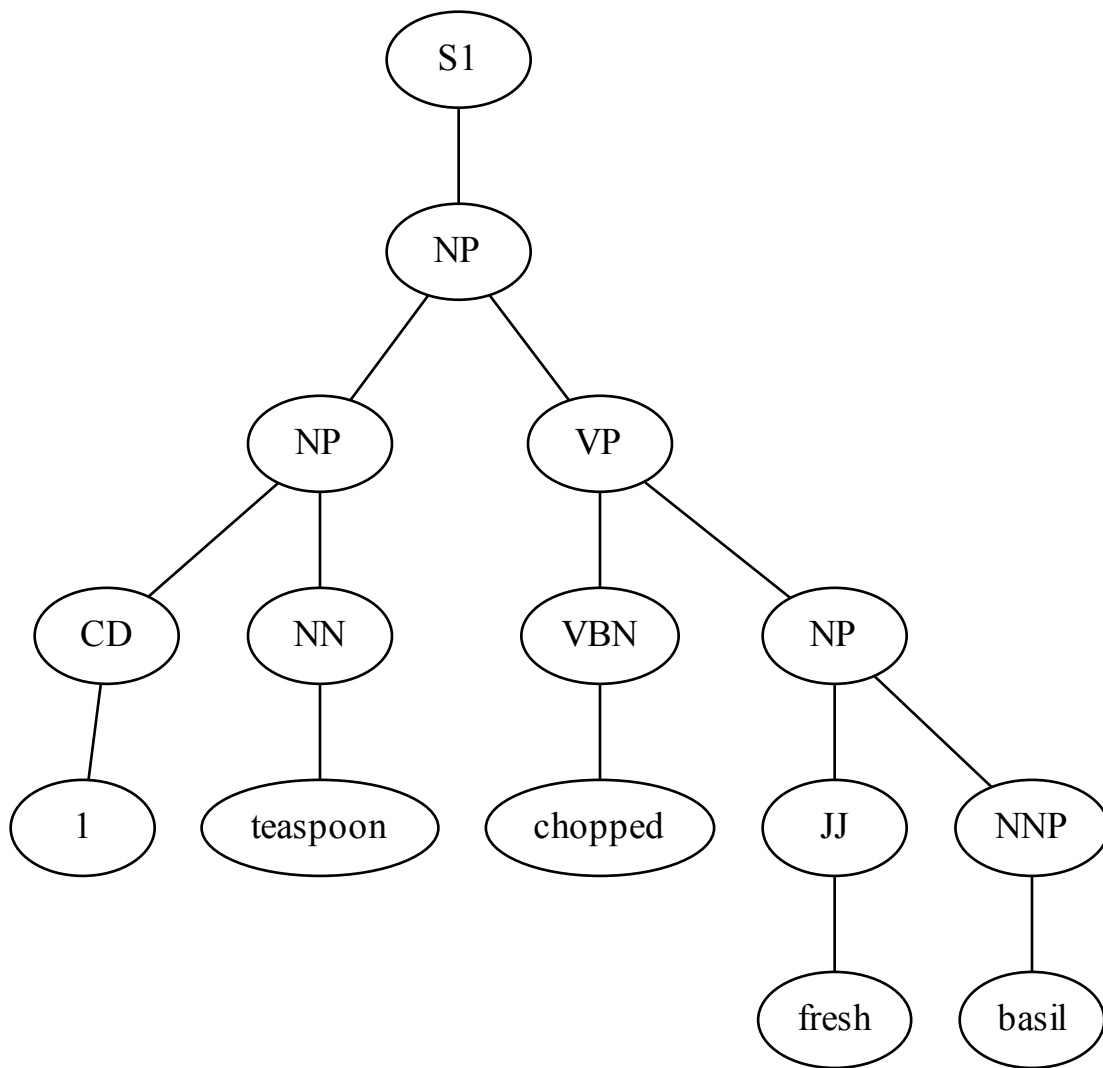 S1
NP
NP VP
CD NN VBN NP
1 teaspoon chopped JJ NNP
fresh basil